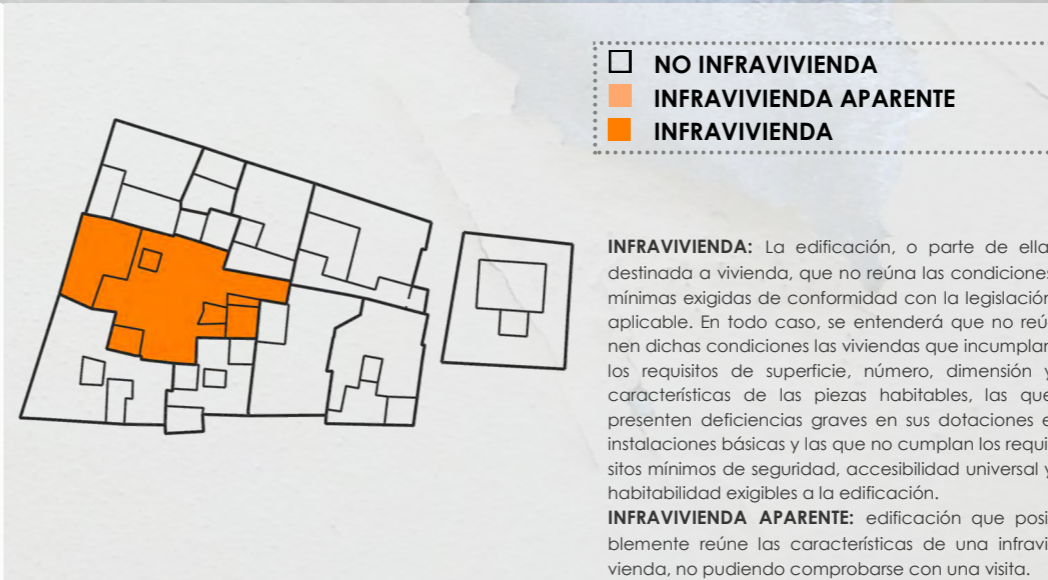 NO INFRAVIVIENDA
INFRAVIVIENDA APARENTE
INFRAVIVIENDA
INFRAVIVIENDA: La edificación, o parte de ella
destinada a vivienda, que no reúna las condiciones
mínimas exigidas de conformidad con la legislación
aplicable. En todo caso, se entenderá que no reú
nen dichas condiciones las viviendas que incumplan
los requisitos de superficie, número, dimensión y
características de las piezas habitables, las que
presenten deficiencias graves en sus dotaciones e
instalaciones básicas y las que no cumplan los requi
sitos mínimos de seguridad, accesibilidad universal y
habitabilidad exigibles a la edificación.
INFRAVIVIENDA APARENTE: edificación que posi
blemente reúne las características de una infravi
vienda, no pudiendo comprobarse con una visita.